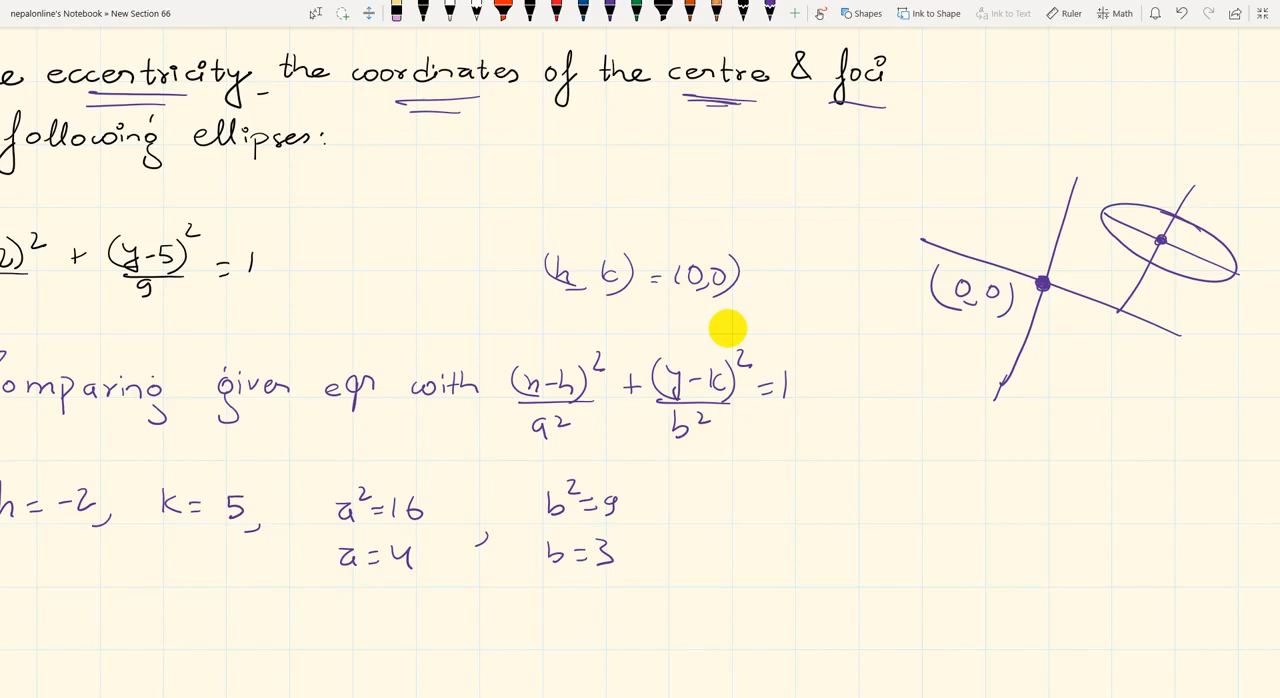 nepalonline's Notebook » New Section 66
Shapes Ink to Shape Ink to Text Ruler Math
e eccentricity the coordinates of the centre & foci
following ellipses:
2)² + (y-5)²/9 = 1
(h k) = (0,0)
(0, 0)
omparing given eqn with (x-h)²/a² + (y-k)²/b² = 1
h = -2, k = 5, a² = 16 , b² = 9
a = 4 b = 3